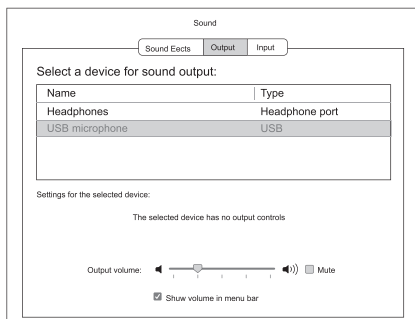 Sound
Sound Eects Output Input
Select a device for sound output:
Name Type
Headphones Headphone port
USB microphone USB
Settings for the selected device:
The selected device has no output controls
Output volume: Mute
Shuw volume in menu bar